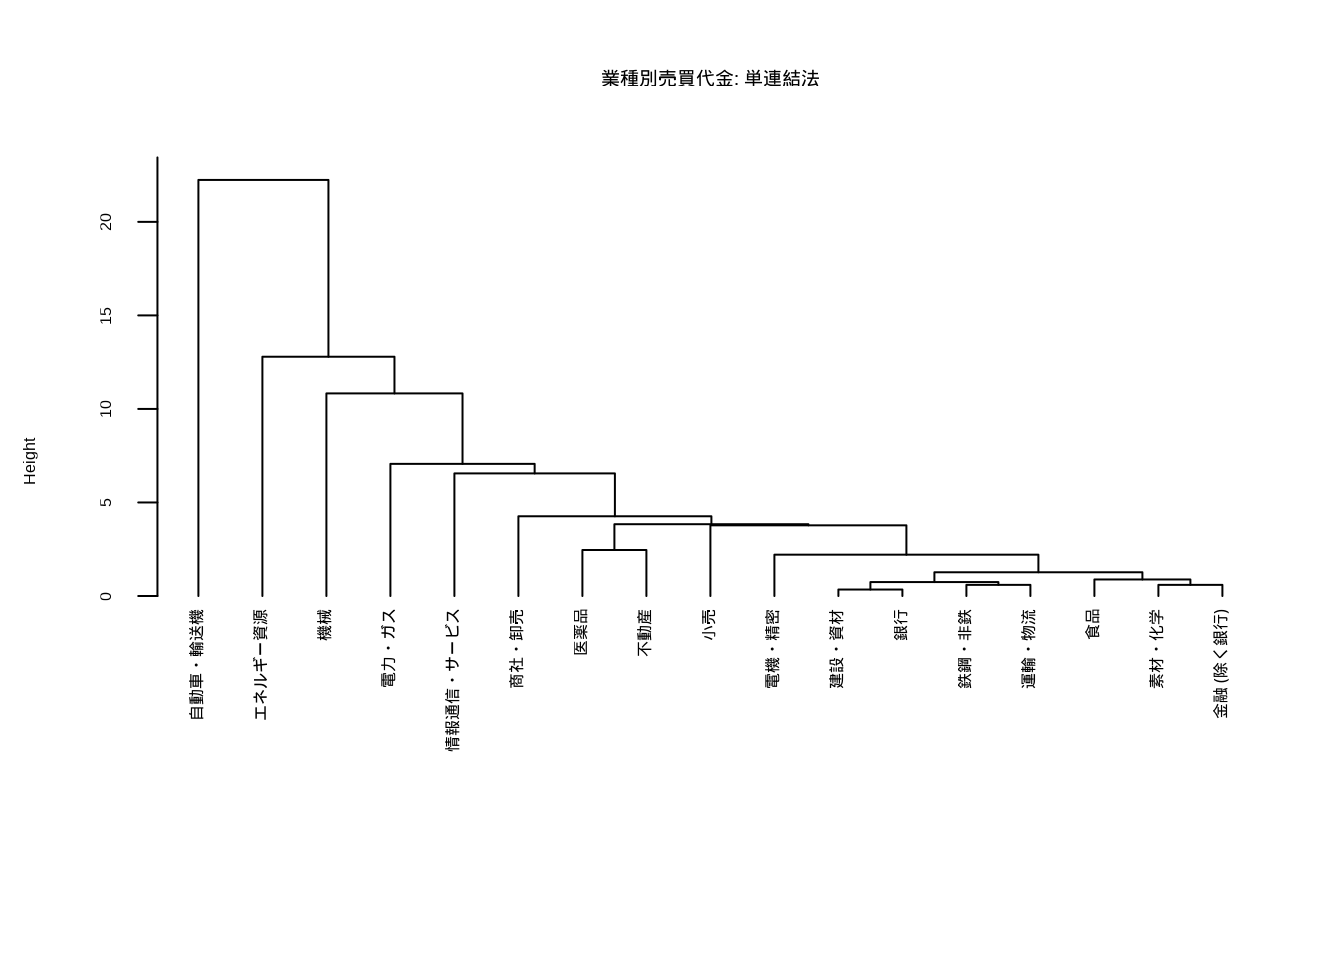 業種別売買代金: 単連結法
Height
20
15
10
5
0
自動車・輸送機
エネルギー資源
機械
電力・ガス
情報通信・サービス
商社・卸売
医薬品
不動産
小売
電機・精密
建設・資材
銀行
鉄鋼・非鉄
運輸・物流
食品
素材・化学
金融 (除く銀行)